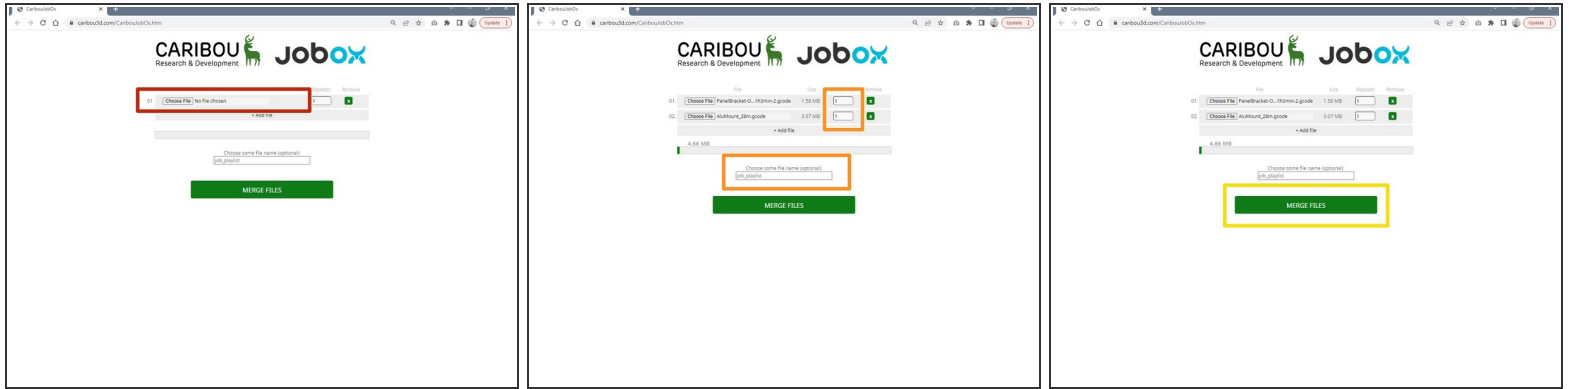 CaribouJobOx
Update
caribou3d.com/CaribouJobOx.htm
CARIBOU
Research & Development
Jobox
Repeats Remove
01. Choose File No file chosen 1 x
+ Add file
Choose some file name (optional):
job_playlist
MERGE FILES
CaribouJobOx
Update
caribou3d.com/CaribouJobOx.htm
CARIBOU
Research & Development
Jobox
File Size Remove
01. Choose File PanelBracket-O...1h3min-2.gcode 1.55 MB 1 x
02. Choose File AluMount_28m.gcode 3.07 MB 1 x
+ Add file
4.66 MB
Choose some file name (optional):
job_playlist
MERGE FILES
CaribouJobOx
Update
caribou3d.com/CaribouJobOx.htm
CARIBOU
Research & Development
Jobox
File Size Repeats Remove
01. Choose File PanelBracket-O...1h3min-2.gcode 1.55 MB 1 x
02. Choose File AluMount_28m.gcode 3.07 MB 1 x
+ Add file
4.66 MB
Choose some file name (optional):
job_playlist
MERGE FILES